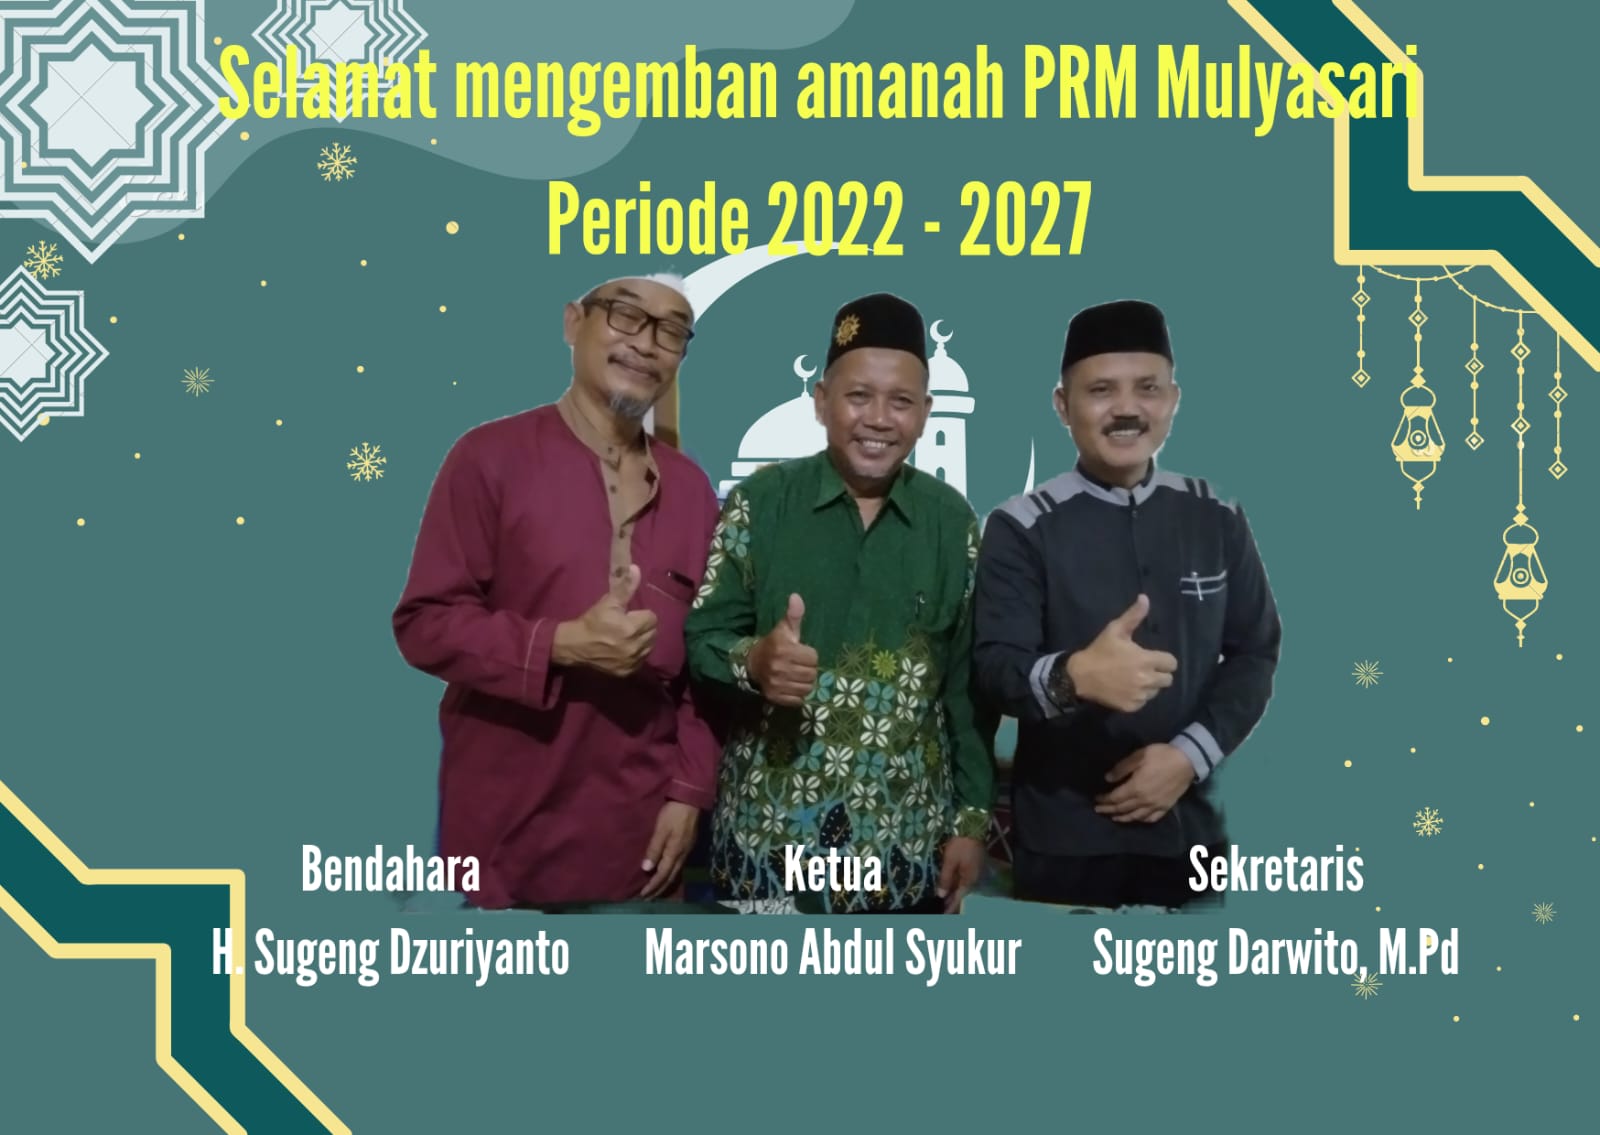 Selamat mengemban amanah PRM Mulyasari
Periode 2022 - 2027
Bendahara
H. Sugeng Dzuriyanto
Ketua
Marsono Abdul Syukur
Sekretaris
Sugeng Darwito, M.Pd